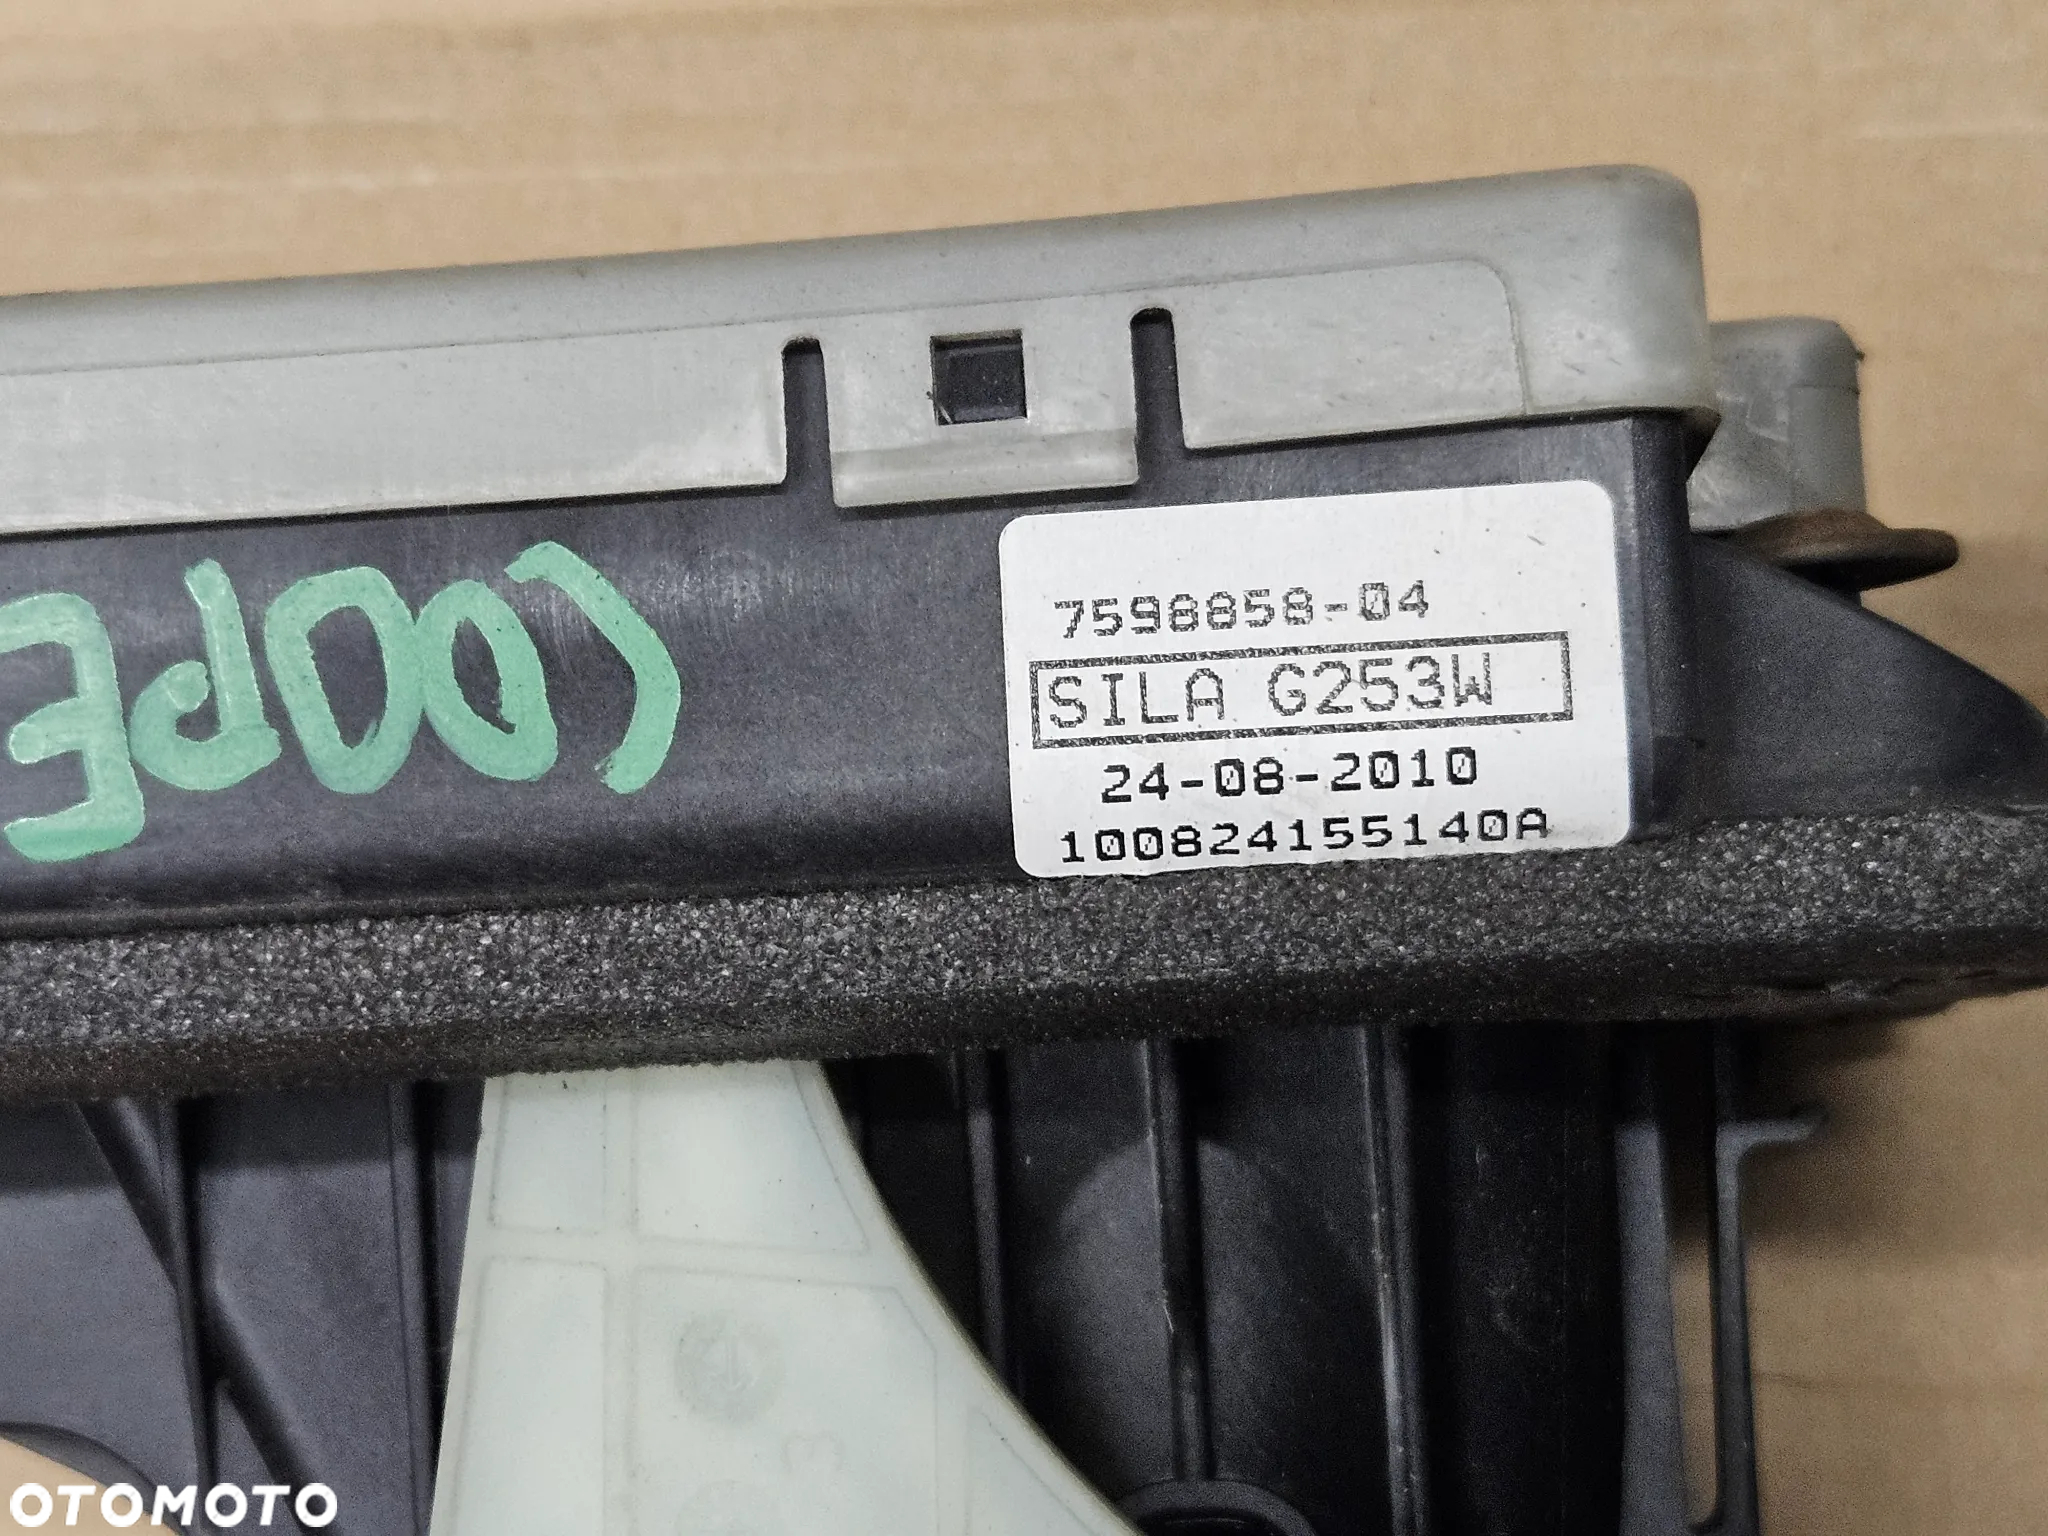 COOPE
7598858-04
SILA G253W
24-08-2010
100824155140A
OTOMOTO